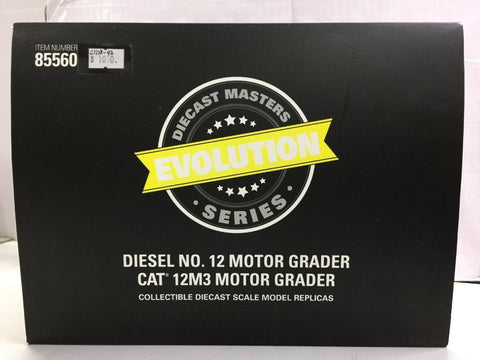 ITEM NUMBER
85560
$ 100.
DIECAST MASTERS
EVOLUTION
SERIES
DIESEL NO. 12 MOTOR GRADER
CAT® 12M3 MOTOR GRADER
COLLECTIBLE DIECAST SCALE MODEL REPLICAS